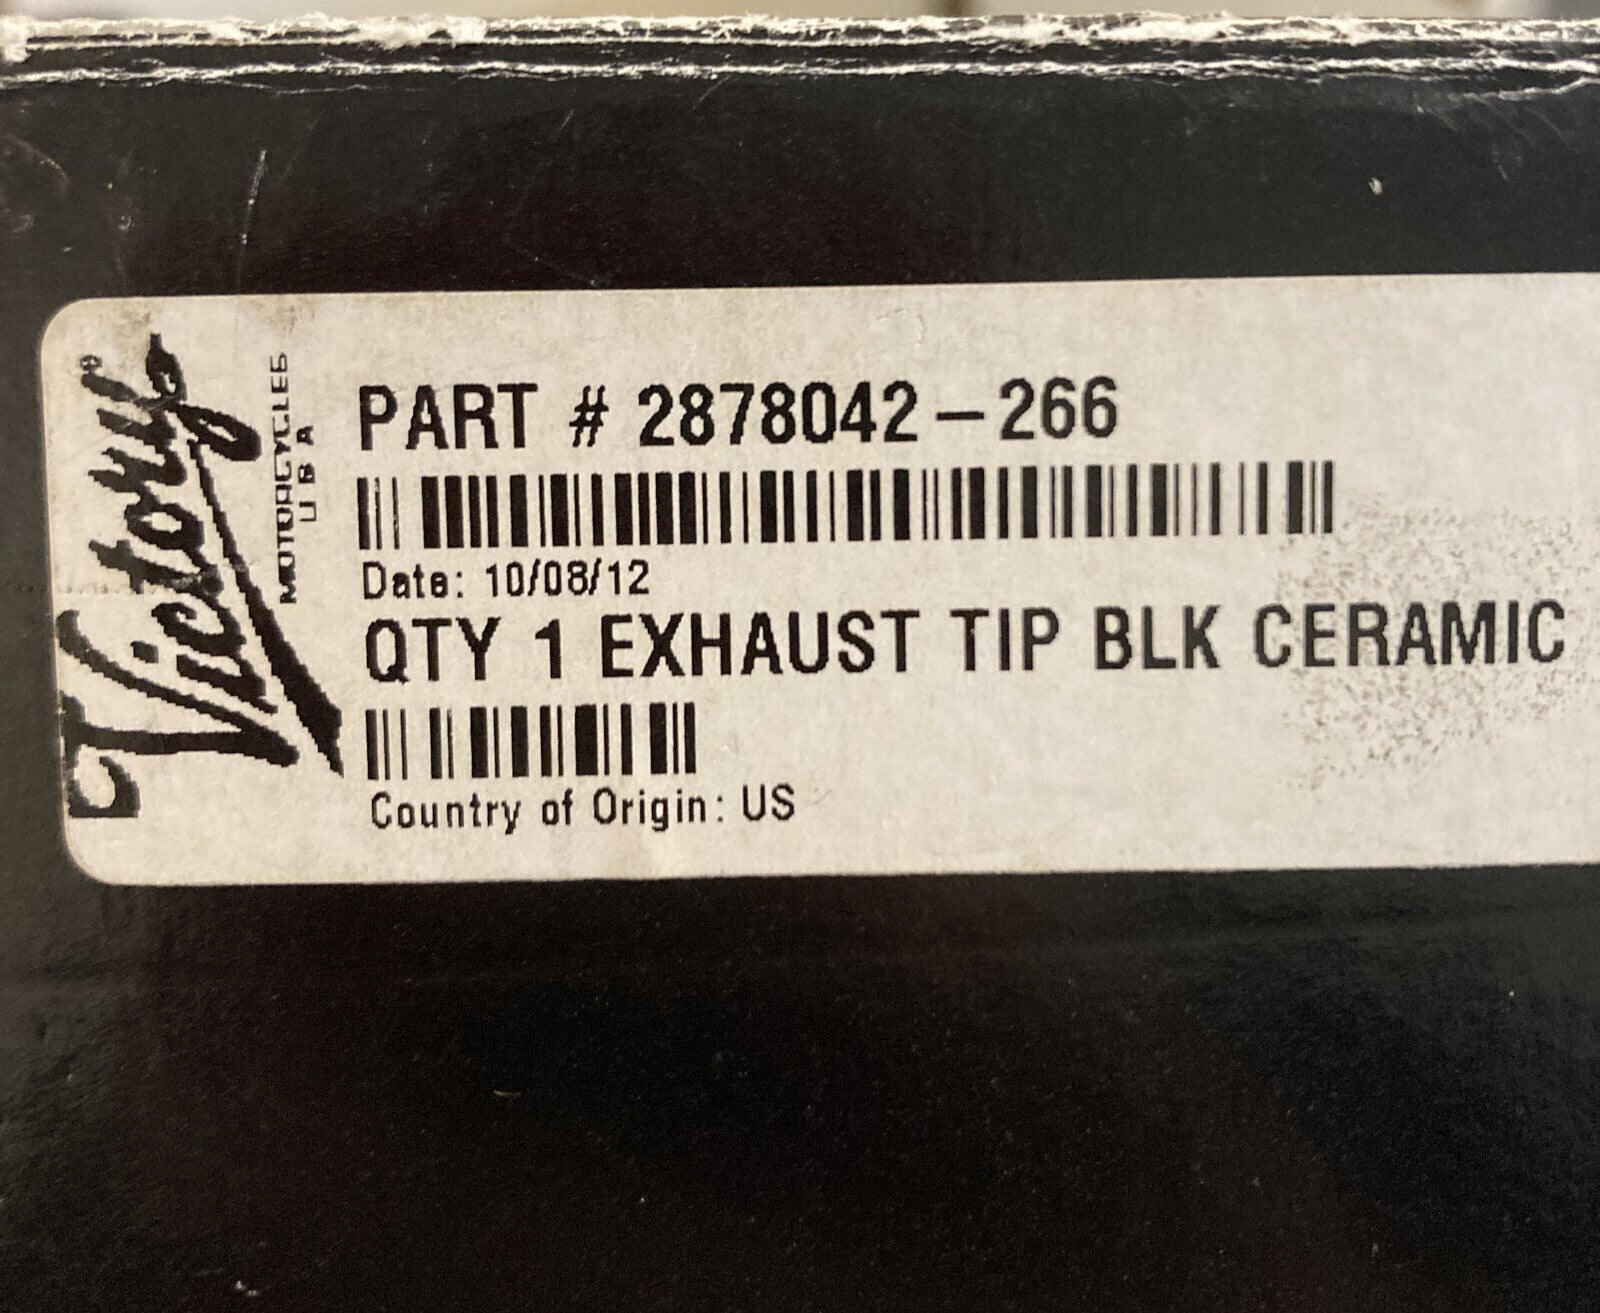 Victory®
MOTORCYCLES
USA
PART # 2878042-266
Date: 10/08/12
QTY 1 EXHAUST TIP BLK CERAMIC
Country of Origin: US